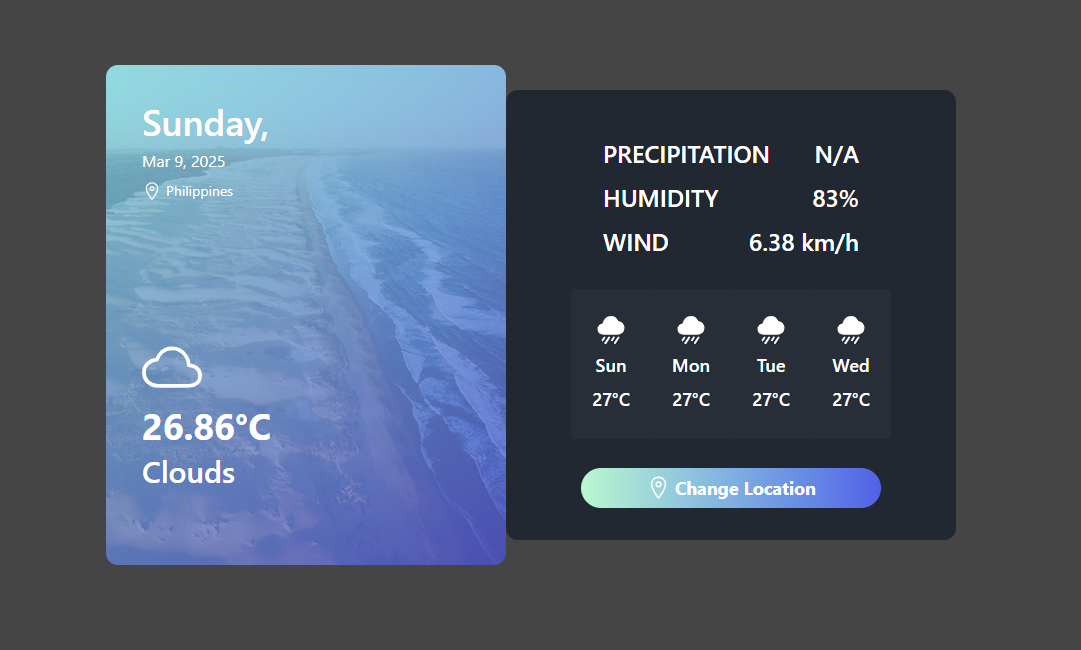 Sunday,
Mar 9, 2025
Philippines
26.86°C
Clouds
PRECIPITATION N/A
HUMIDITY 83%
WIND 6.38 km/h
Sun Mon Tue Wed
27°C 27°C 27°C 27°C
Change Location